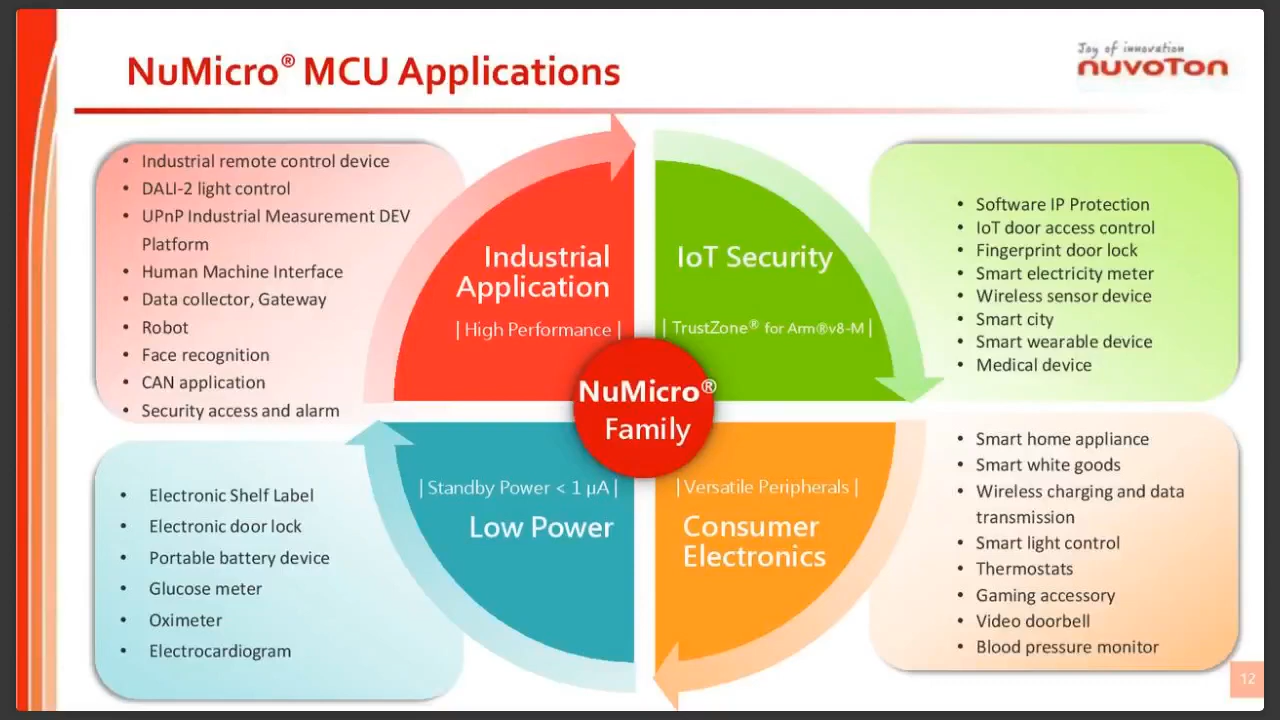 NuMicro® MCU Applications
Joy of innovation
nuvoTon
• Industrial remote control device
• DALI-2 light control
• UPnP Industrial Measurement DEV
Platform
• Human Machine Interface
• Data collector, Gateway
• Robot
• Face recognition
• CAN application
• Security access and alarm
Industrial
Application
| High Performance |
IoT Security
| TrustZone® for Arm®v8-M |
• Software IP Protection
• IoT door access control
• Fingerprint door lock
• Smart electricity meter
• Wireless sensor device
• Smart city
• Smart wearable device
• Medical device
NuMicro®
Family
• Electronic Shelf Label
• Electronic door lock
• Portable battery device
• Glucose meter
• Oximeter
• Electrocardiogram
| Standby Power < 1 µA |
Low Power
| Versatile Peripherals |
Consumer
Electronics
• Smart home appliance
• Smart white goods
• Wireless charging and data
transmission
• Smart light control
• Thermostats
• Gaming accessory
• Video doorbell
• Blood pressure monitor
12